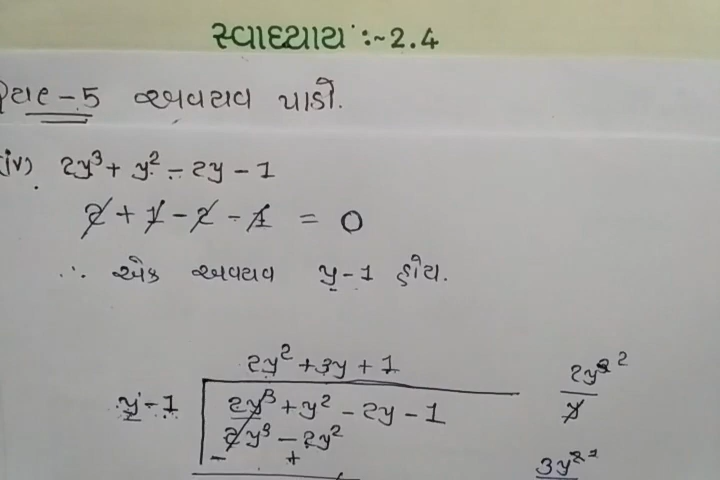 સ્વાધ્યાય :~ 2.4
- 5 અવયવ પાડો.
(iv) 2y³ + y² - 2y - 1
2 + 1 - 2 - 1 = 0
∴ એક અવયવ y - 1 હોય.
2y² + 3y + 1
y - 1 2y³ + y² - 2y - 1
2y³ - 2y²
- +
2y³ ²
y
3y²